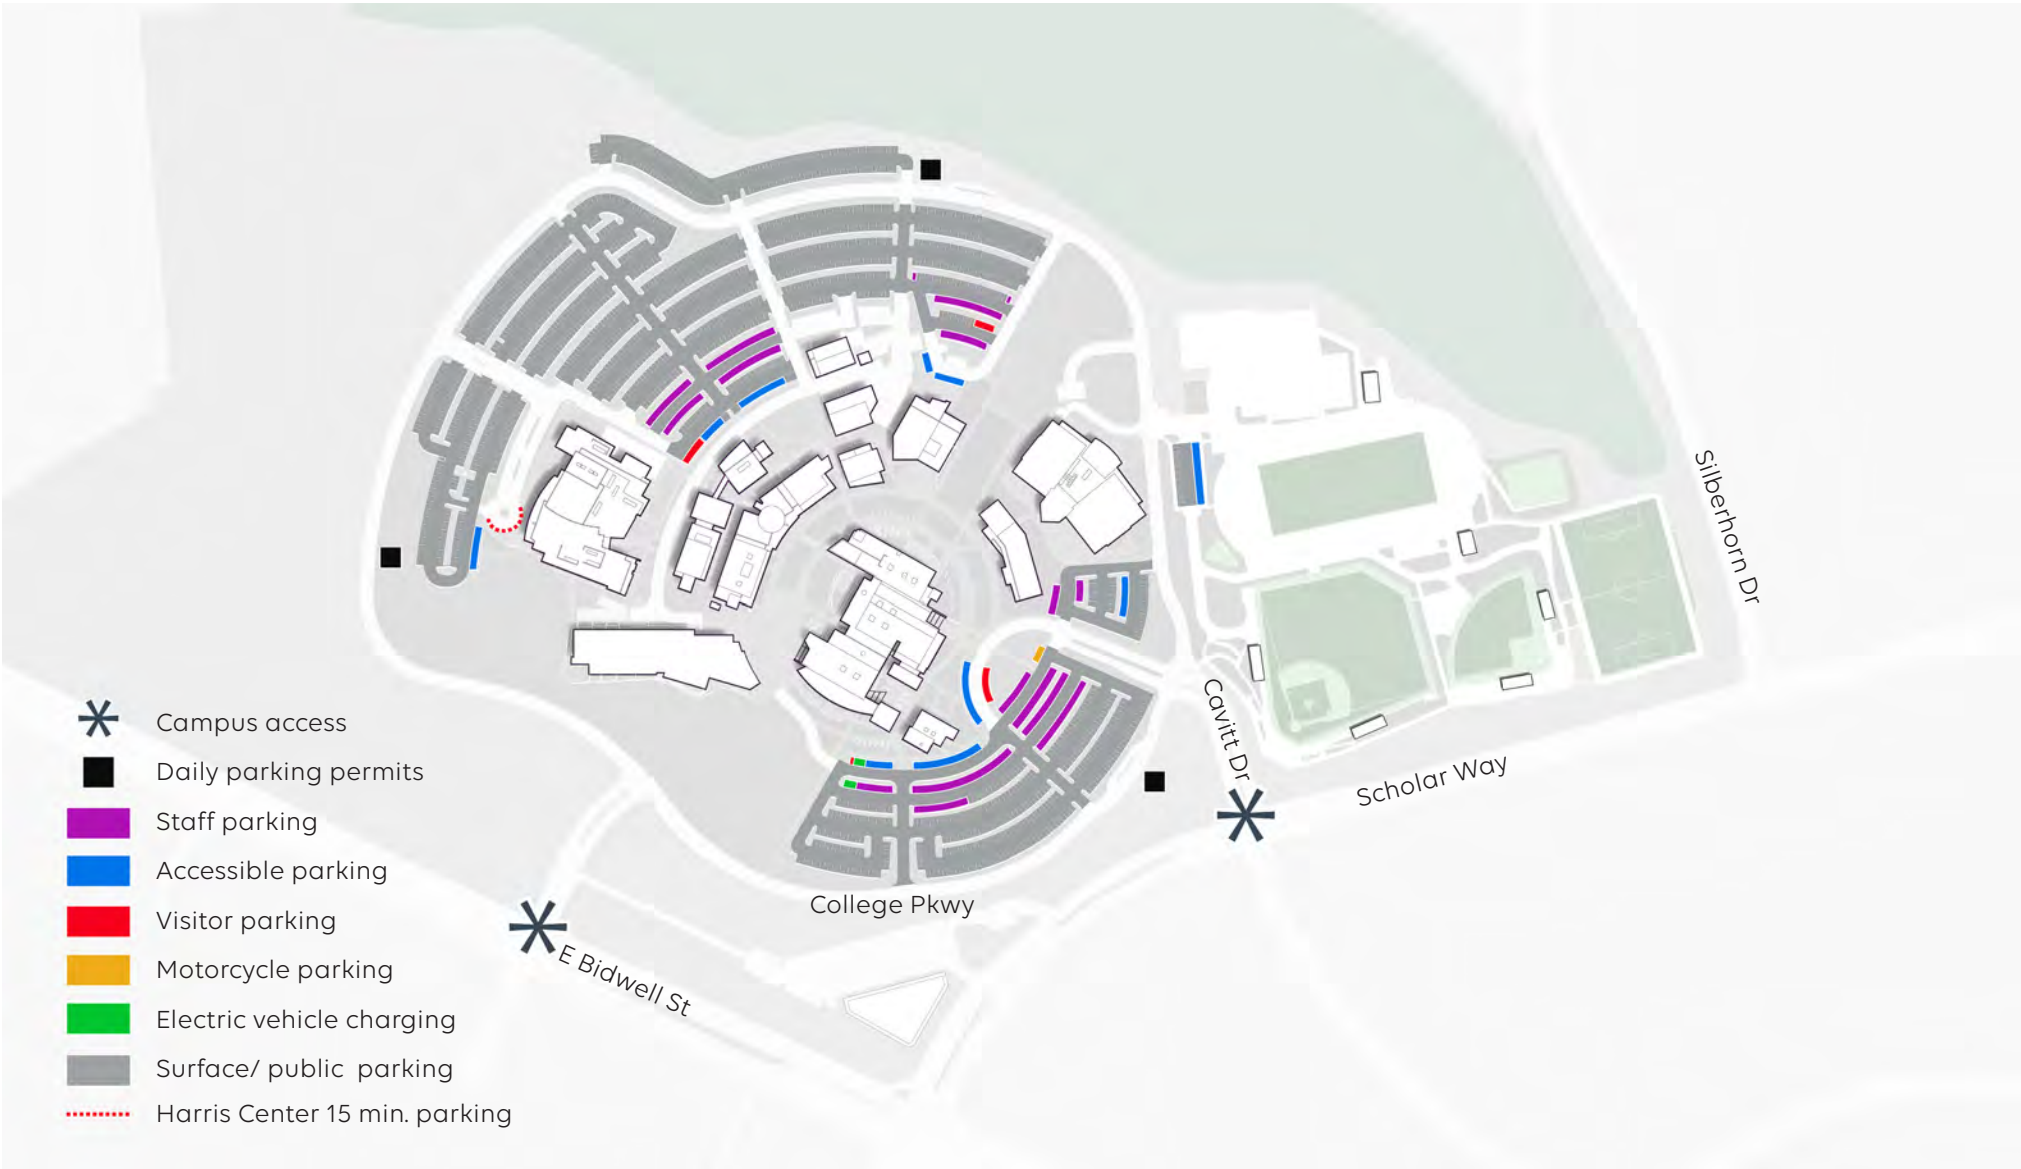 Silberhorn Dr
Cavitt Dr
Scholar Way
College Pkwy
E Bidwell St
Campus access
Daily parking permits
Staff parking
Accessible parking
Visitor parking
Motorcycle parking
Electric vehicle charging
Surface/ public parking
Harris Center 15 min. parking